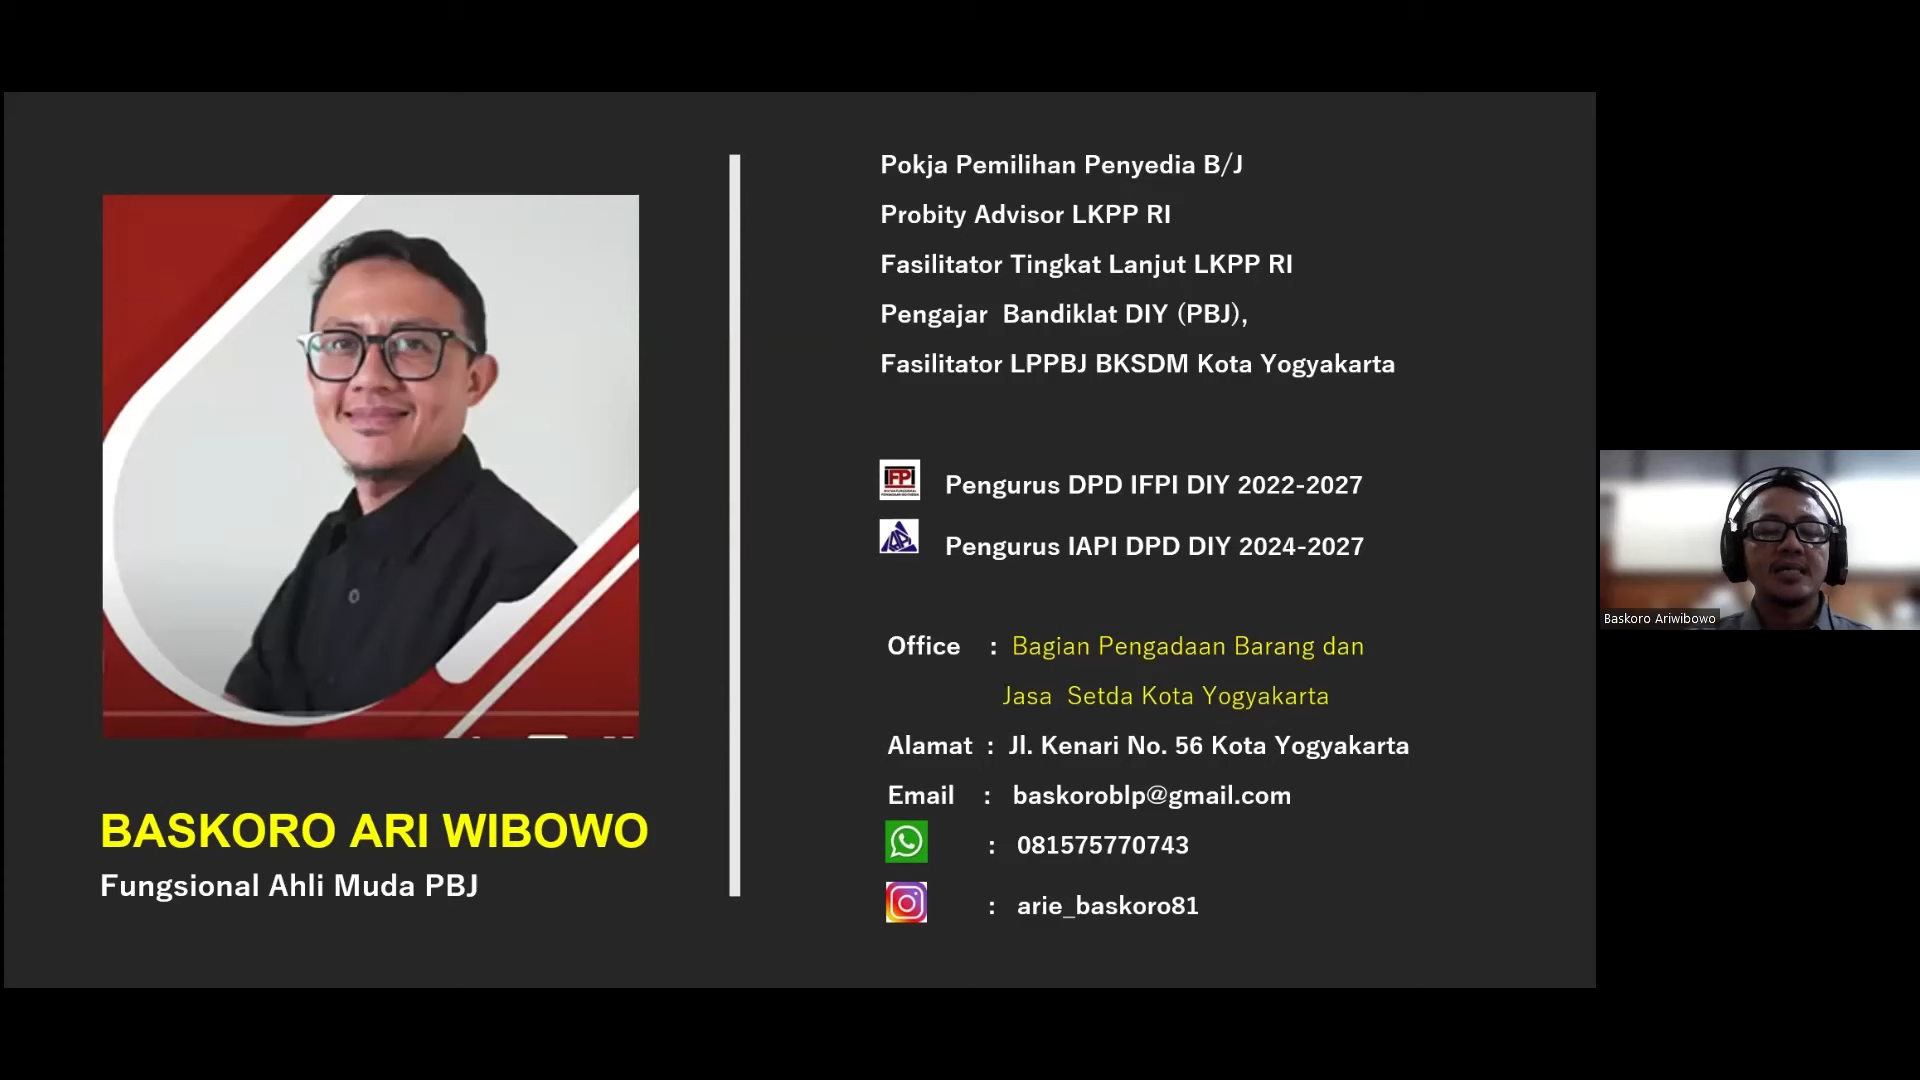 Pokja Pemilihan Penyedia B/J
Probity Advisor LKPP RI
Fasilitator Tingkat Lanjut LKPP RI
Pengajar  Bandiklat DIY (PBJ),
Fasilitator LPPBJ BKSDM Kota Yogyakarta
IFPI
Pengurus DPD IFPI DIY 2022-2027
Pengurus IAPI DPD DIY 2024-2027
Office : Bagian Pengadaan Barang dan
Jasa  Setda Kota Yogyakarta
Alamat : Jl. Kenari No. 56 Kota Yogyakarta
Email : baskoroblp@gmail.com
: 081575770743
: arie_baskoro81
BASKORO ARI WIBOWO
Fungsional Ahli Muda PBJ
Baskoro Ariwibowo